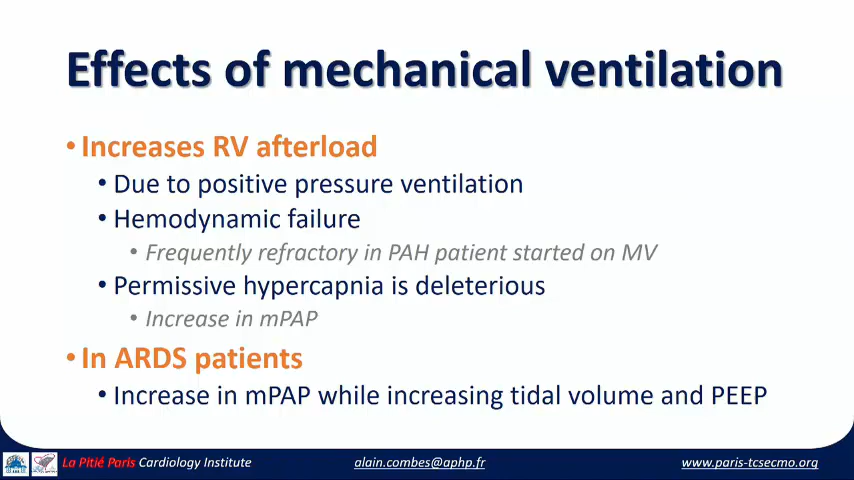 Effects of mechanical ventilation
• Increases RV afterload
• Due to positive pressure ventilation
• Hemodynamic failure
• Frequently refractory in PAH patient started on MV
• Permissive hypercapnia is deleterious
• Increase in mPAP
• In ARDS patients
• Increase in mPAP while increasing tidal volume and PEEP
La Pitié Paris Cardiology Institute alain.combes@aphp.fr www.paris-tcsecmo.org